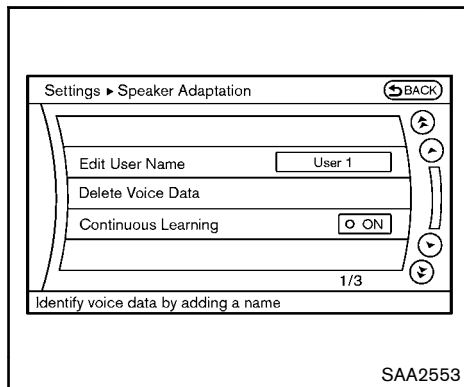 Settings ▸ Speaker Adaptation BACK
Edit User Name User 1
Delete Voice Data
Continuous Learning ON
1/3
Identify voice data by adding a name
SAA2553